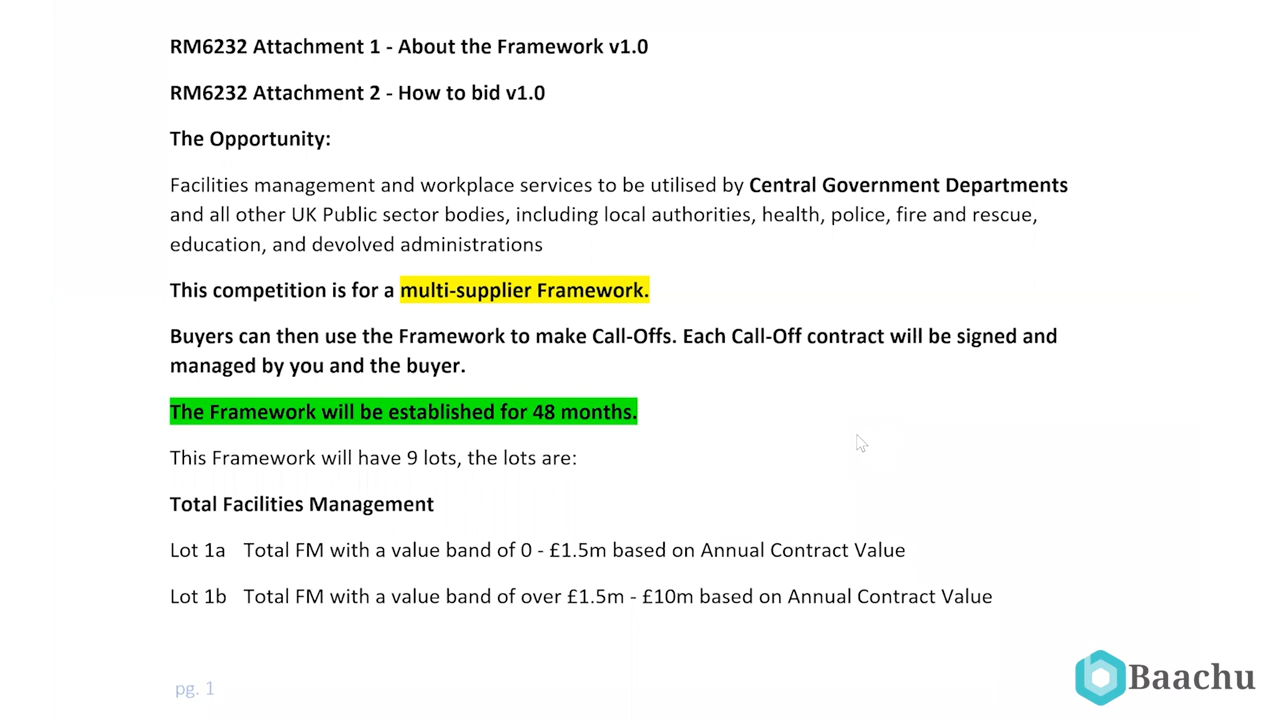 RM6232 Attachment 1 - About the Framework v1.0
RM6232 Attachment 2 - How to bid v1.0
The Opportunity:
Facilities management and workplace services to be utilised by Central Government Departments
and all other UK Public sector bodies, including local authorities, health, police, fire and rescue,
education, and devolved administrations
This competition is for a multi-supplier Framework.
Buyers can then use the Framework to make Call-Offs. Each Call-Off contract will be signed and
managed by you and the buyer.
The Framework will be established for 48 months.
This Framework will have 9 lots, the lots are:
Total Facilities Management
Lot 1a Total FM with a value band of 0 - £1.5m based on Annual Contract Value
Lot 1b Total FM with a value band of over £1.5m - £10m based on Annual Contract Value
pg. 1
Baachu